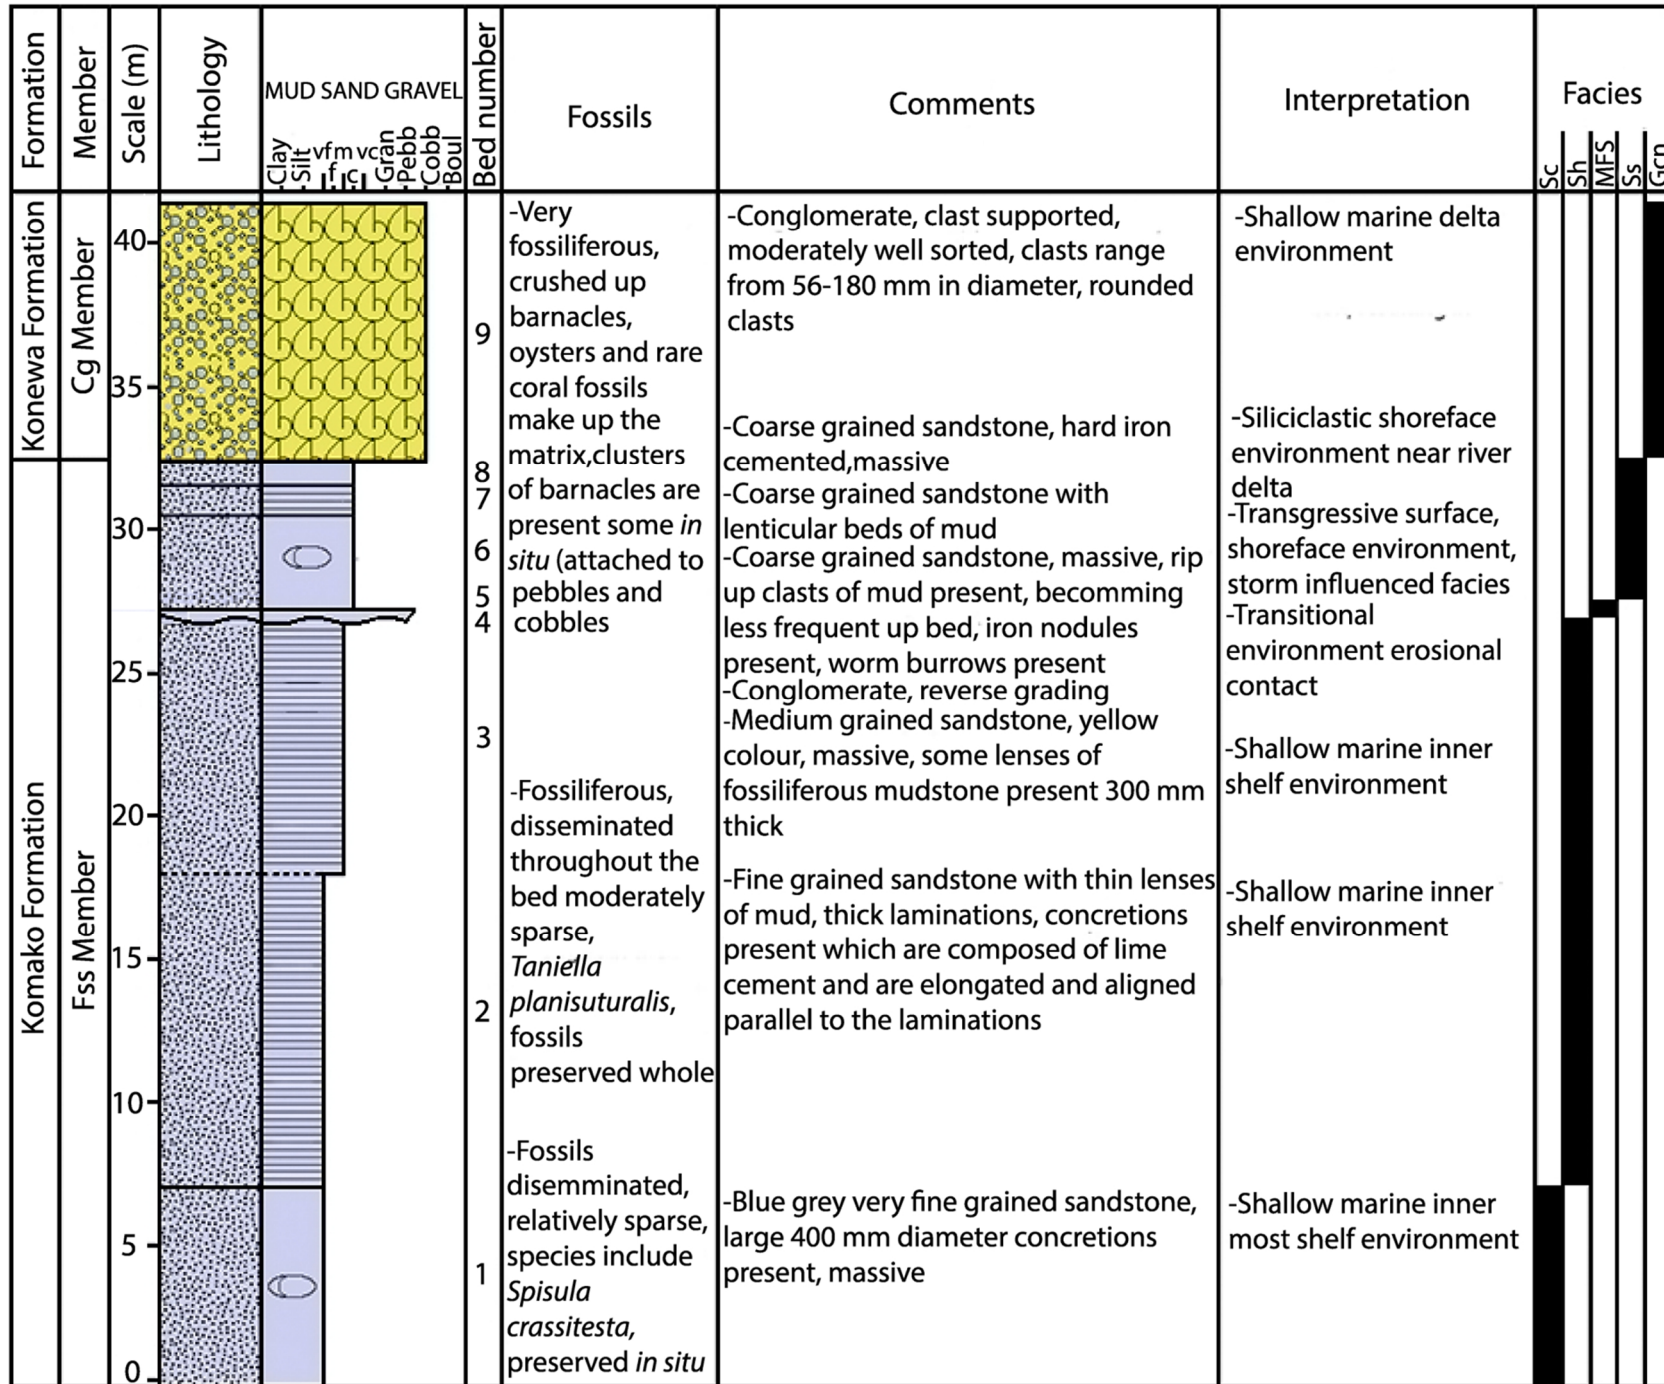 Formation
Member
Scale (m)
Lithology
MUD SAND GRAVEL
Clay
Silt
vf
f
m
c
vc
Gran
Pebb
Cobb
Boul
Bed number
Fossils
Comments
Interpretation
Facies
Sc
Sh
MFS
Ss
Gcp
Konewa Formation
Cg Member
Komako Formation
Fss Member
40
35
30
25
20
15
10
5
0
9
8
7
6
5
4
3
2
1
-Very
fossiliferous,
crushed up
barnacles,
oysters and rare
coral fossils
make up the
matrix,clusters
of barnacles are
present some in
situ (attached to
pebbles and
cobbles
-Fossiliferous,
disseminated
throughout the
bed moderately
sparse,
Taniella
planisuturalis,
fossils
preserved whole
-Fossils
disemminated,
relatively sparse,
species include
Spisula
crassitesta,
preserved in situ
-Conglomerate, clast supported,
moderately well sorted, clasts range
from 56-180 mm in diameter, rounded
clasts
-Coarse grained sandstone, hard iron
cemented,massive
-Coarse grained sandstone with
lenticular beds of mud
-Coarse grained sandstone, massive, rip
up clasts of mud present, becomming
less frequent up bed, iron nodules
present, worm burrows present
-Conglomerate, reverse grading
-Medium grained sandstone, yellow
colour, massive, some lenses of
fossiliferous mudstone present 300 mm
thick
-Fine grained sandstone with thin lenses
of mud, thick laminations, concretions
present which are composed of lime
cement and are elongated and aligned
parallel to the laminations
-Blue grey very fine grained sandstone,
large 400 mm diameter concretions
present, massive
-Shallow marine delta
environment
-Siliciclastic shoreface
environment near river
delta
-Transgressive surface,
shoreface environment,
storm influenced facies
-Transitional
environment erosional
contact
-Shallow marine inner
shelf environment
-Shallow marine inner
shelf environment
-Shallow marine inner
most shelf environment